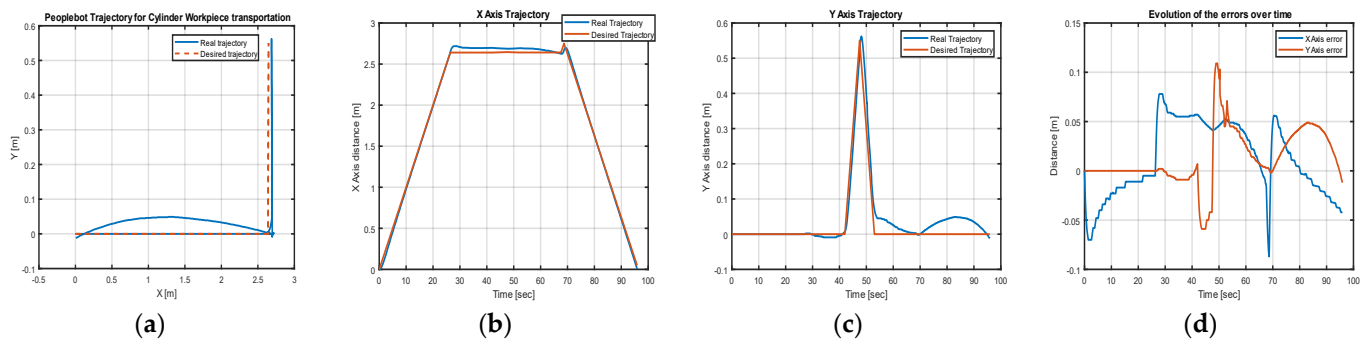 Peoplebot Trajectory for Cylinder Workpiece transportation
Real trajectory
Desired trajectory
Y [m]
0.6
0.5
0.4
0.3
0.2
0.1
0
-0.1
-0.5
0
0.5
1
1.5
2
2.5
3
X [m]
(a)
X Axis Trajectory
Real Trajectory
Desired Trajectory
X Axis distance [m]
3
2.5
2
1.5
1
0.5
0
0
10
20
30
40
50
60
70
80
90
100
Time [sec]
(b)
Y Axis Trajectory
Real Trajectory
Desired Trajectory
Y Axis distance [m]
0.6
0.5
0.4
0.3
0.2
0.1
0
-0.1
0
10
20
30
40
50
60
70
80
90
100
Time [sec]
(c)
Evolution of the errors over time
XAxis error
YAxis error
Distance [m]
0.15
0.1
0.05
0
-0.05
-0.1
0
10
20
30
40
50
60
70
80
90
100
Time [sec]
(d)